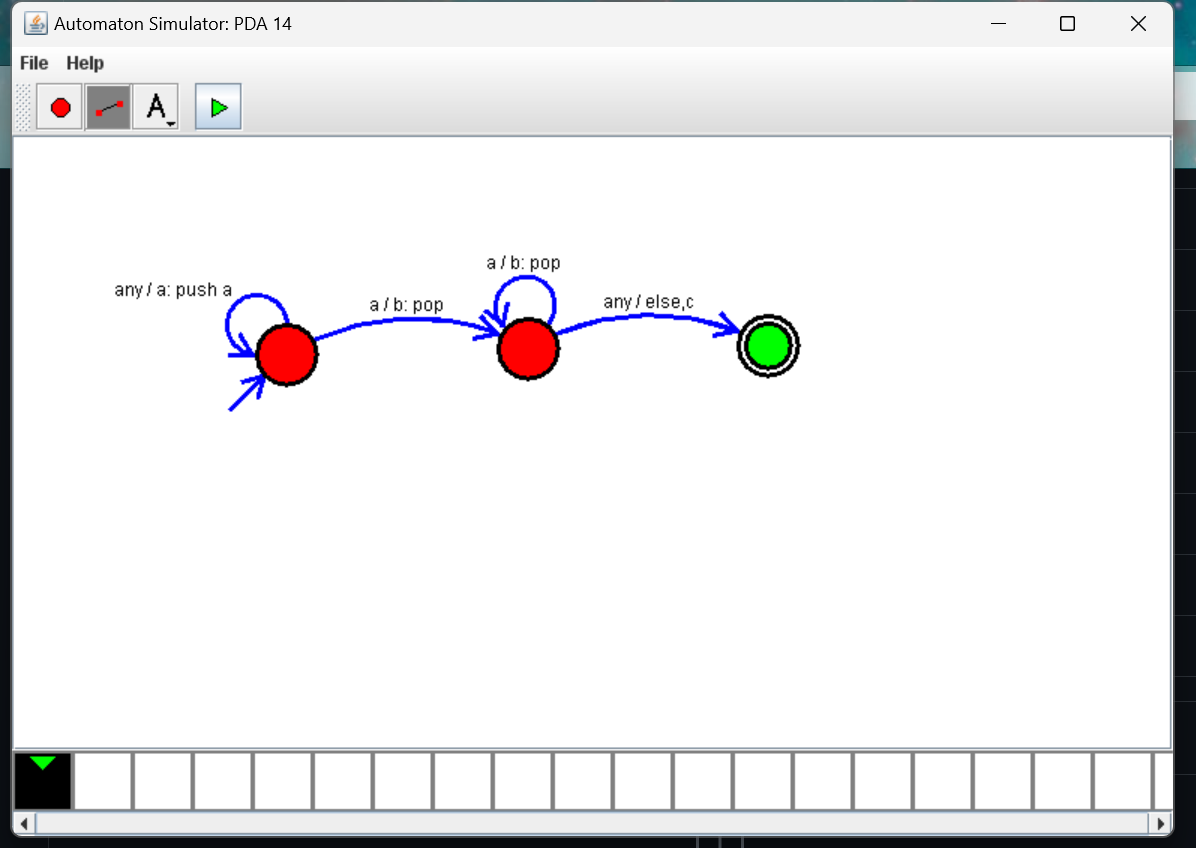 Automaton Simulator: PDA 14
File Help
A
a / b: pop
any / a: push a
a / b: pop
any / else,c